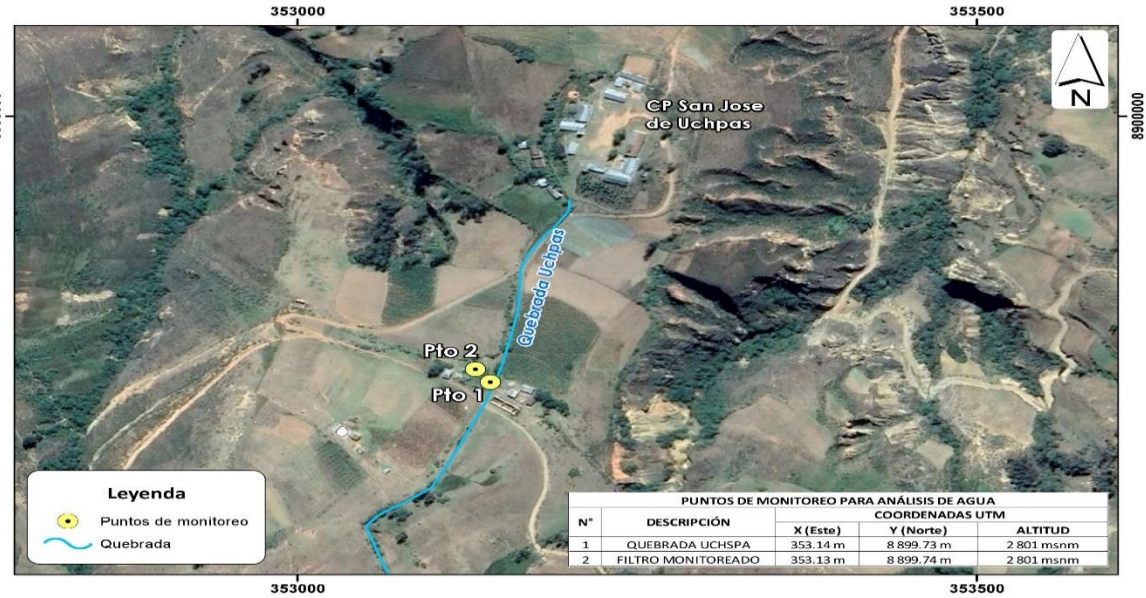 353000
353500
8900000
N
CP San Jose
de Uchpas
Quebrada Uchpas
Pto 2
Pto 1
Leyenda
Puntos de monitoreo
Quebrada
PUNTOS DE MONITOREO PARA ANÁLISIS DE AGUA
N° DESCRIPCIÓN COORDENADAS UTM
X (Este) Y (Norte) ALTITUD
1 QUEBRADA UCHSPA 353.14 m 8 899.73 m 2 801 msnm
2 FILTRO MONITOREADO 353.13 m 8 899.74 m 2 801 msnm
353000
353500